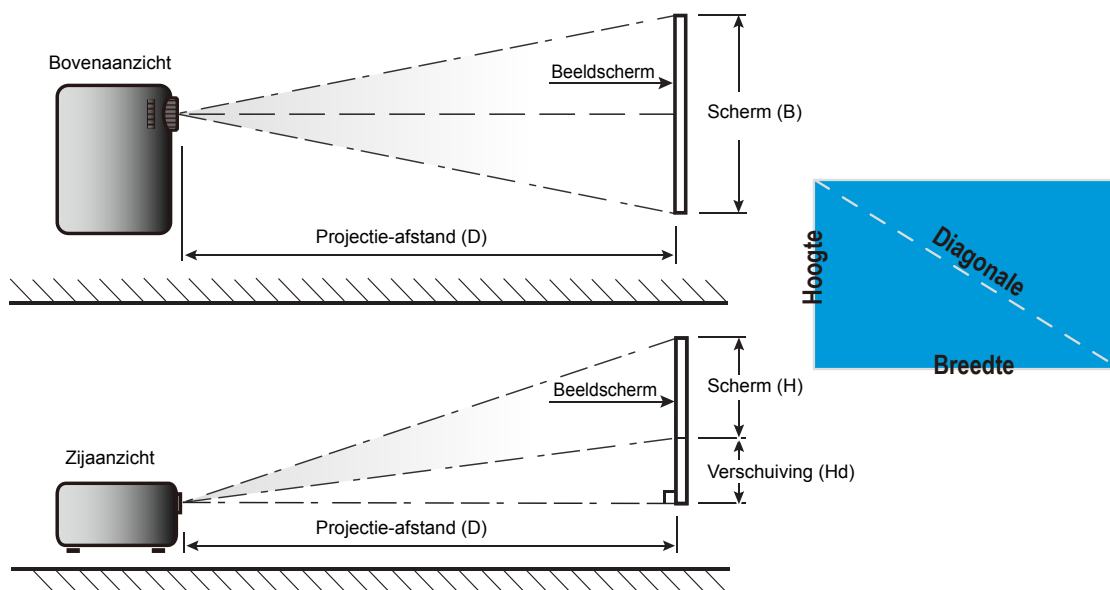 Bovenaanzicht
Beeldscherm
Scherm (B)
Projectie-afstand (D)
Hoogte
Diagonale
Breedte
Beeldscherm
Scherm (H)
Zijaanzicht
Verschuiving (Hd)
Projectie-afstand (D)